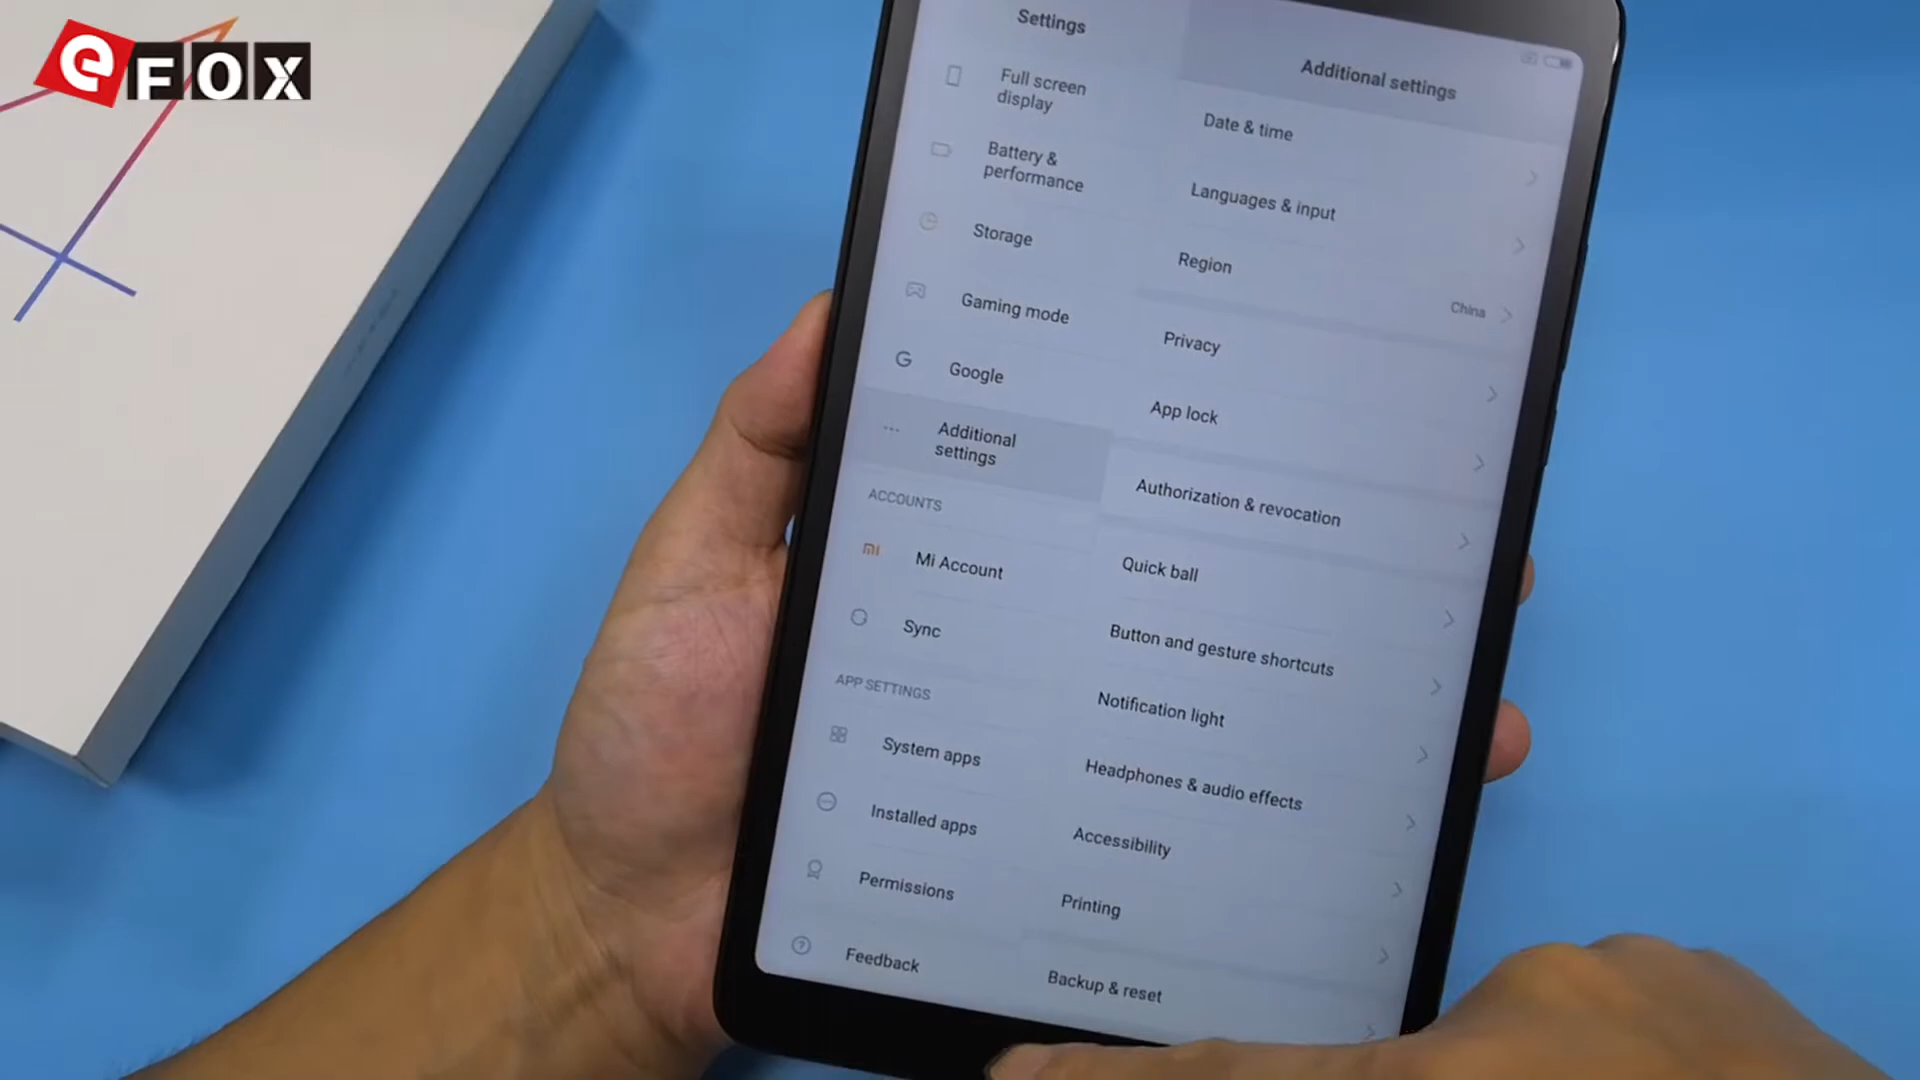 eFOX
Settings
Full screen
display
Battery &
performance
Storage
Gaming mode
Google
Additional
settings
ACCOUNTS
Mi Account
Sync
APP SETTINGS
System apps
Installed apps
Permissions
Feedback
Additional settings
Date & time
Languages & input
Region
China
Privacy
App lock
Authorization & revocation
Quick ball
Button and gesture shortcuts
Notification light
Headphones & audio effects
Accessibility
Printing
Backup & reset